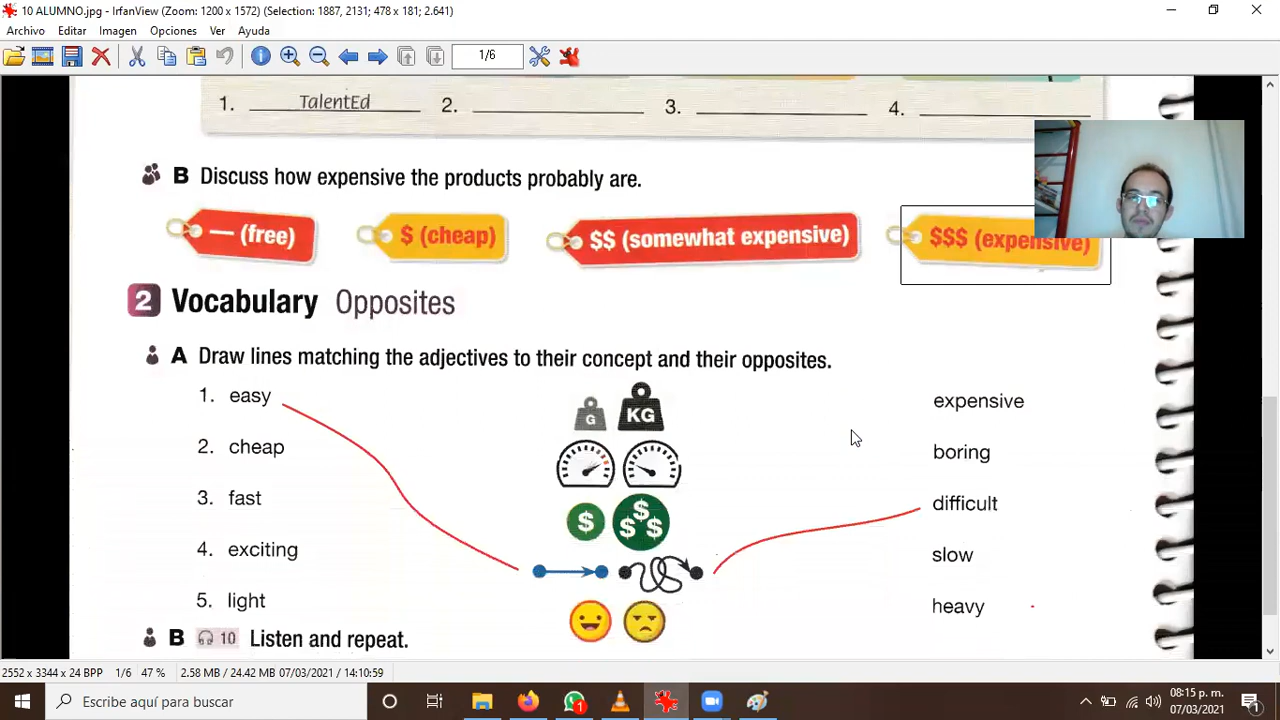 10 ALUMNO.jpg - IrfanView (Zoom: 1200 x 1572) (Selection: 1887, 2131; 478 x 181; 2.641)
Archivo Editar Imagen Opciones Ver Ayuda
1/6
1. TalentEd 2. 3. 4.
B Discuss how expensive the products probably are.
— (free) $ (cheap) $$ (somewhat expensive) $$$ (expensive)
2 Vocabulary Opposites
A Draw lines matching the adjectives to their concept and their opposites.
1. easy G KG expensive
2. cheap boring
3. fast $ $$$ difficult
4. exciting slow
5. light heavy
B 10 Listen and repeat.
2552 x 3344 x 24 BPP 1/6 47 % 2.58 MB / 24.42 MB 07/03/2021 / 14:10:59
Escribe aquí para buscar 1 08:15 p. m.
07/03/2021 1